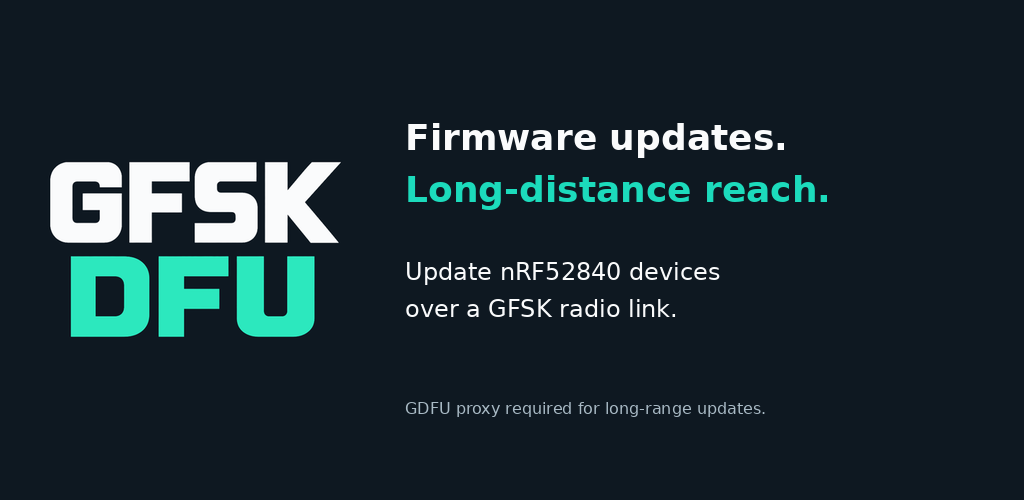 GFSK
DFU
Firmware updates.
Long-distance reach.
Update nRF52840 devices
over a GFSK radio link.
GDFU proxy required for long-range updates.